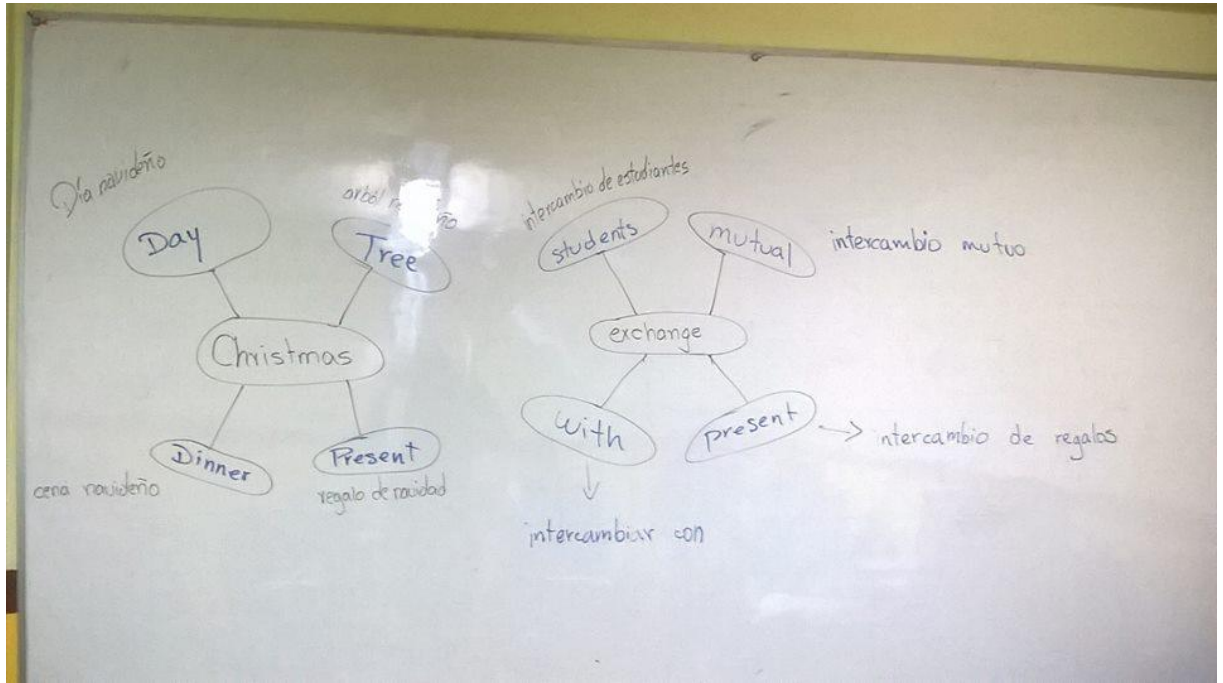 Día navideño
Day
arból
Tree
Christmas
Dinner
cena navideño
Present
regalo de navidad
intercambio de estudiantes
students
mutual
intercambio mutuo
exchange
with
intercambiar con
present
intercambio de regalos